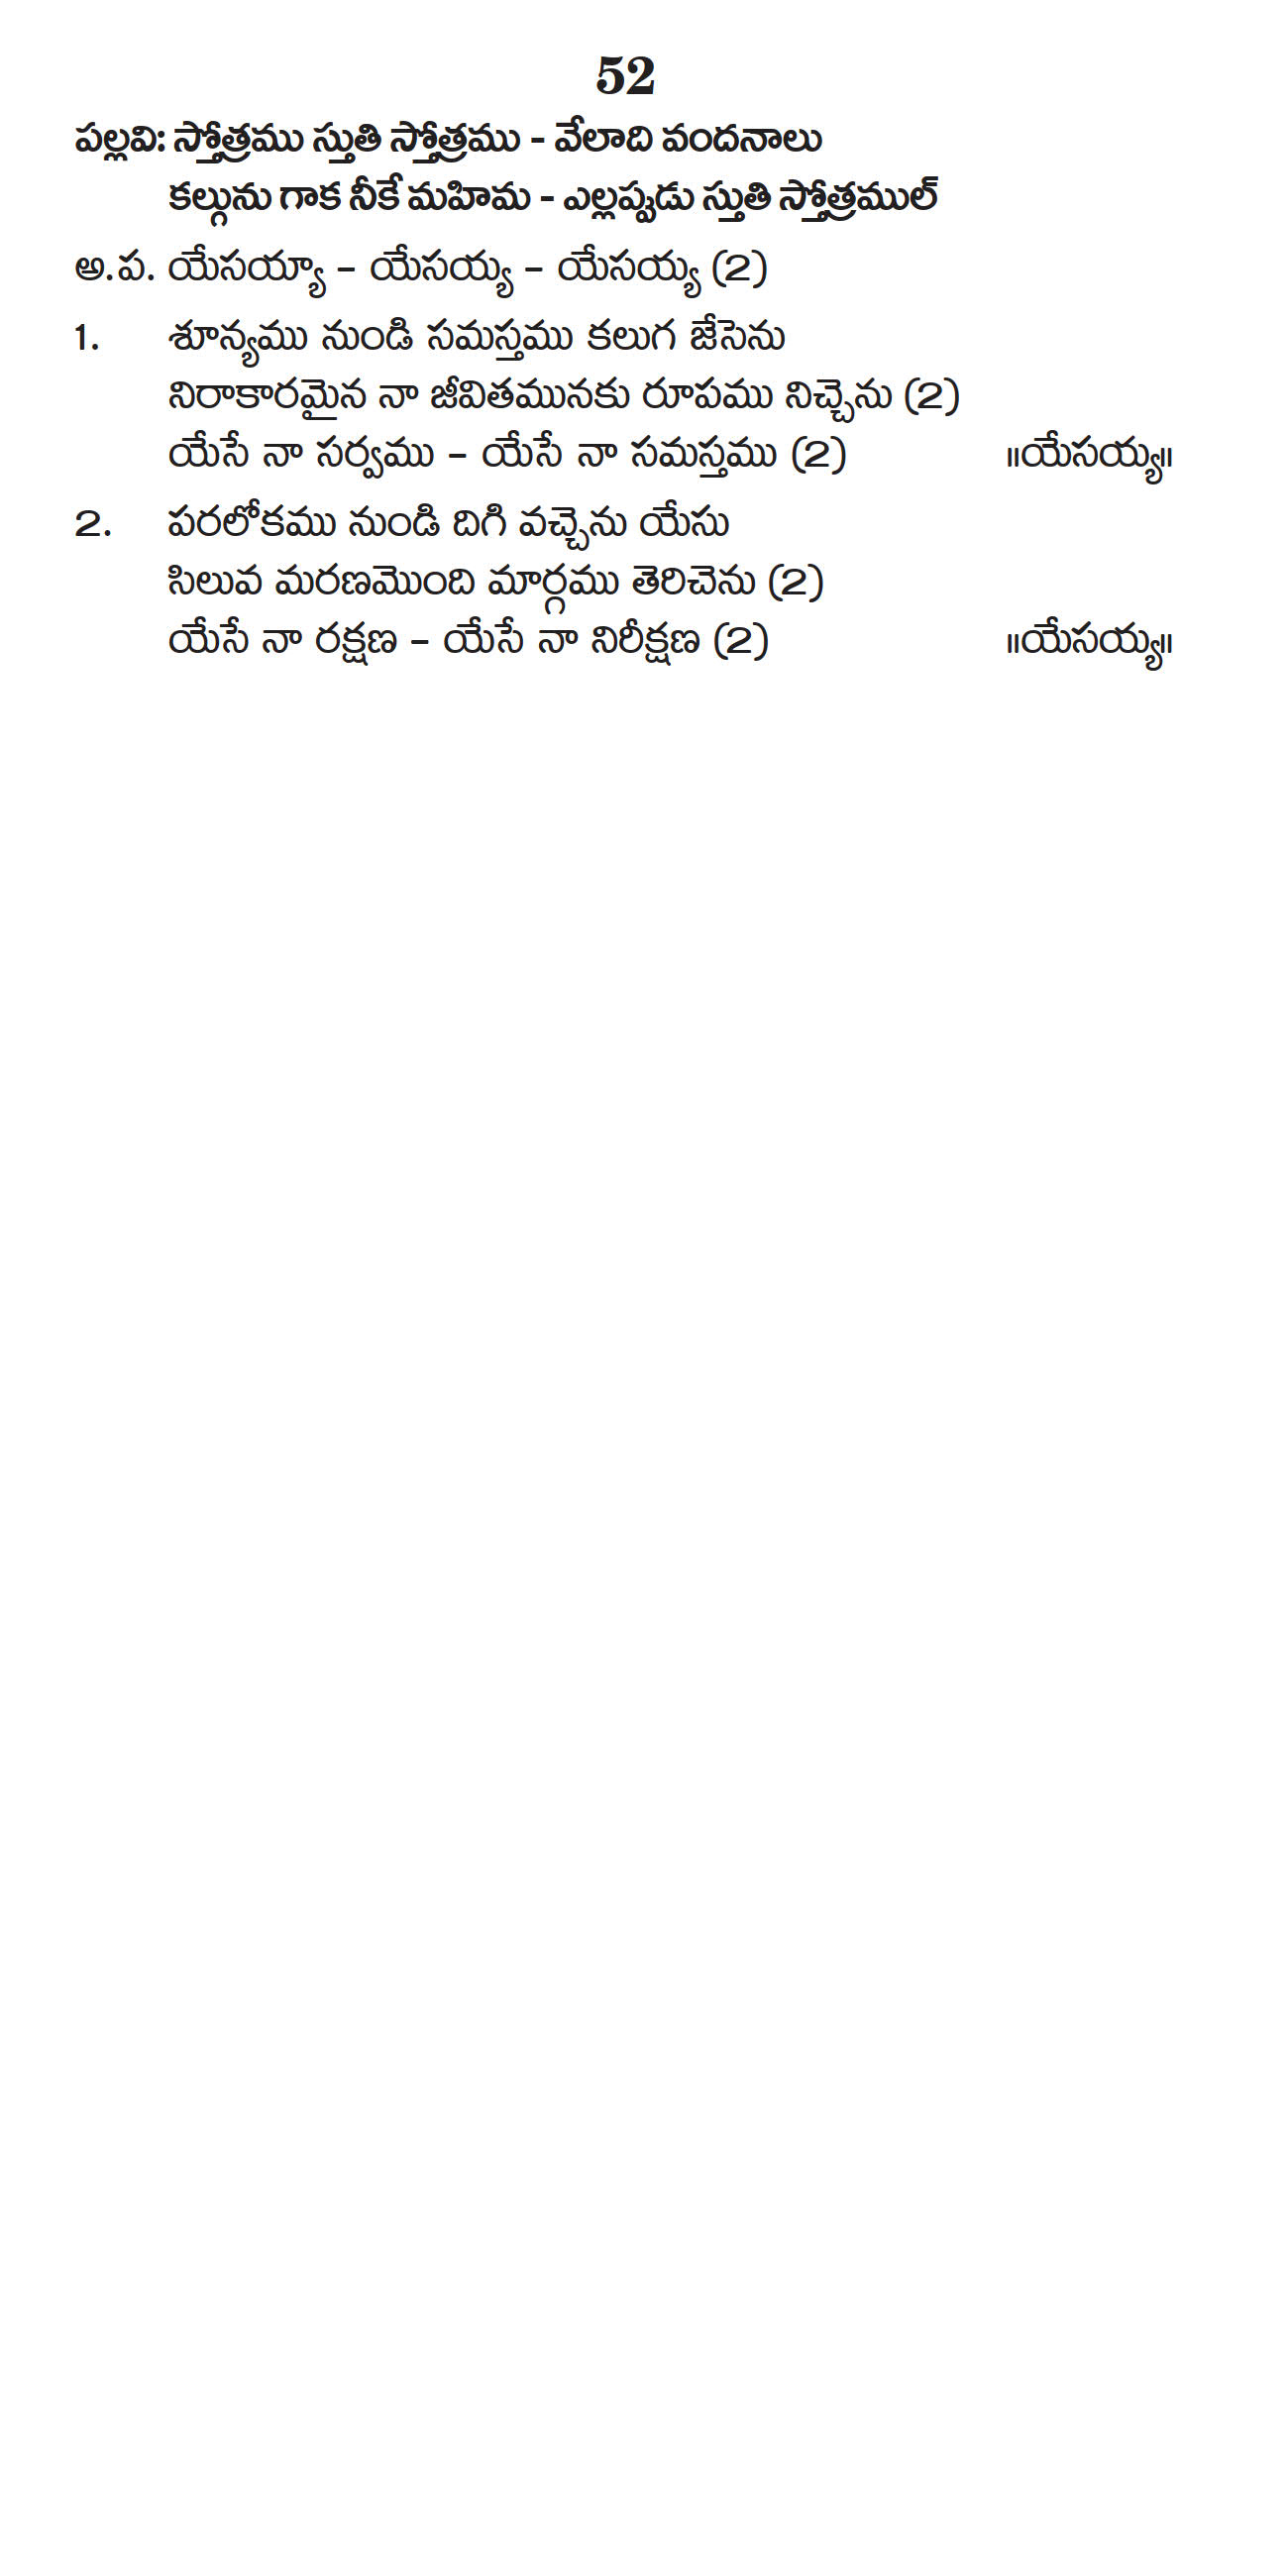 52
పల్లవి: స్తోత్రము స్తుతి స్తోత్రము - వేలాది వందనాలు
కల్గును గాక నీకే మహిమ - ఎల్లప్పుడు స్తుతి స్తోత్రముల్
అ.ప. యేసయ్యా – యేసయ్య – యేసయ్య (2)
1. శూన్యము నుండి సమస్తము కలుగ జేసెను
నిరాకారమైన నా జీవితమునకు రూపము నిచ్చెను (2)
యేసే నా సర్వము – యేసే నా సమస్తము (2) ॥యేసయ్య॥
2. పరలోకము నుండి దిగి వచ్చెను యేసు
సిలువ మరణమొంది మార్గము తెరిచెను (2)
యేసే నా రక్షణ – యేసే నా నిరీక్షణ (2) ॥యేసయ్య॥